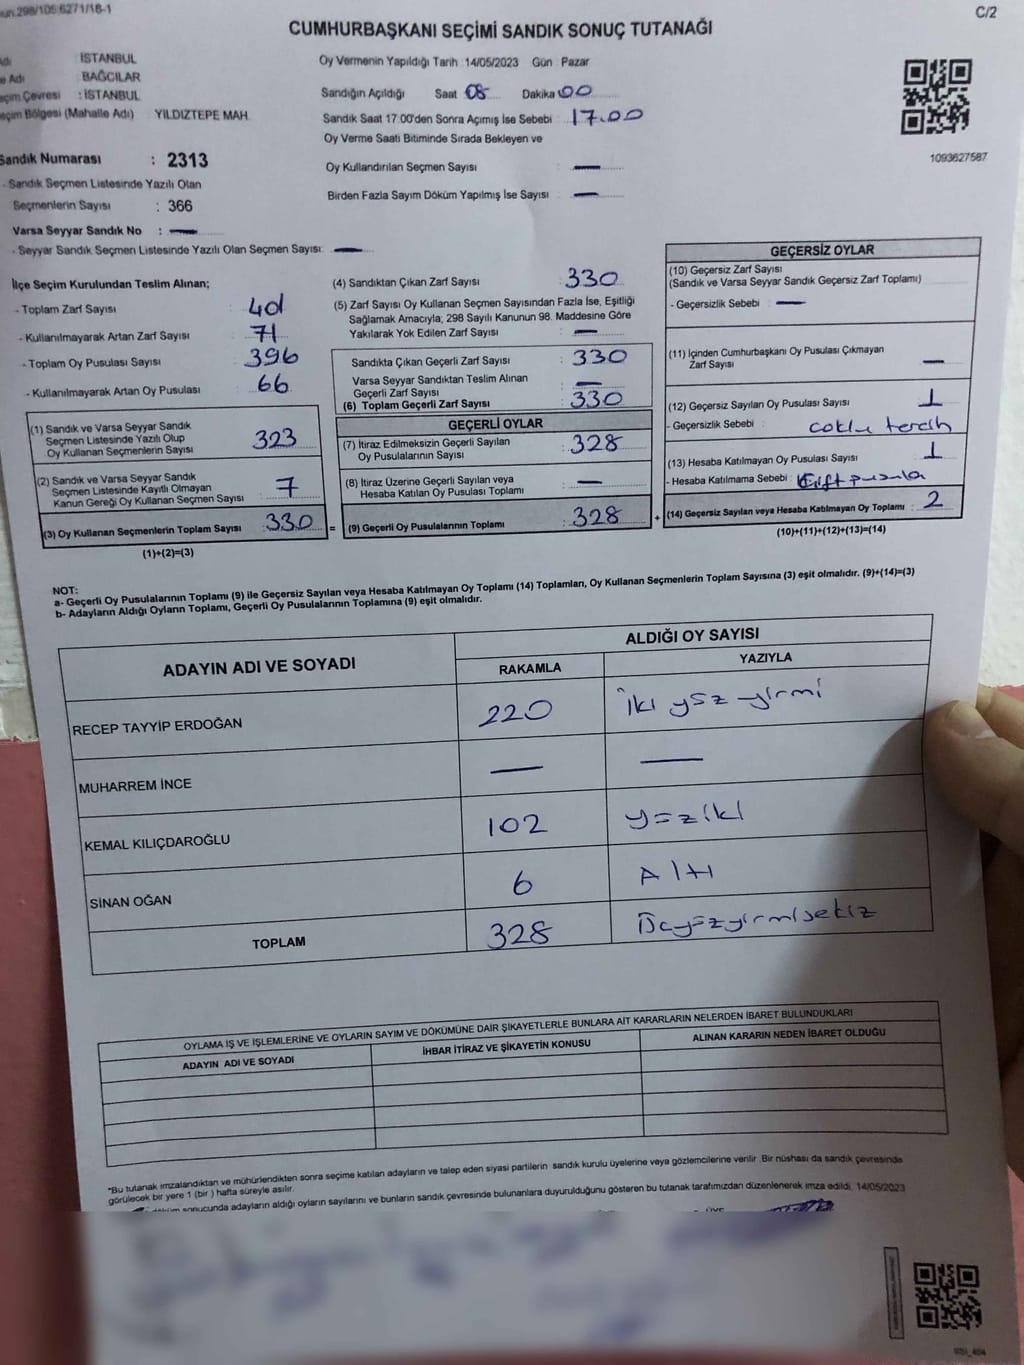 C/2
CUMHURBAŞKANI SEÇİMİ SANDIK SONUÇ TUTANAĞI
İSTANBUL
Adı : BAĞCILAR
Seçim Çevresi : İSTANBUL
Seçim Bölgesi (Mahalle Adı) YILDIZTEPE MAH.
Sandık Numarası : 2313
- Sandık Seçmen Listesinde Yazılı Olan
Seçmenlerin Sayısı : 366
Varsa Seyyar Sandık No : —
- Seyyar Sandık Seçmen Listesinde Yazılı Olan Seçmen Sayısı: —
Oy Vermenin Yapıldığı Tarih 14/05/2023 Gün : Pazar
Sandığın Açıldığı Saat 08 Dakika 00
Sandık Saat 17.00'den Sonra Açımış İse Sebebi : 17.00
Oy Verme Saati Bitiminde Sırada Bekleyen ve
Oy Kullandırılan Seçmen Sayısı : —
Birden Fazla Sayım Döküm Yapılmış İse Sayısı : —
1093627587
İlçe Seçim Kurulundan Teslim Alınan;
- Toplam Zarf Sayısı : 401
- Kullanılmayarak Artan Zarf Sayısı : 71
- Toplam Oy Pusulası Sayısı : 396
- Kullanılmayarak Artan Oy Pusulası : 66
(1) Sandık ve Varsa Seyyar Sandık
Seçmen Listesinde Yazılı Olup
Oy Kullanan Seçmenlerin Sayısı : 323
(2) Sandık ve Varsa Seyyar Sandık
Seçmen Listesinde Kayıtlı Olmayan
Kanun Gereği Oy Kullanan Seçmen Sayısı : 7
(3) Oy Kullanan Seçmenlerin Toplam Sayısı : 330 =
(1)+(2)=(3)
(4) Sandıktan Çıkan Zarf Sayısı : 330
(5) Zarf Sayısı Oy Kullanan Seçmen Sayısından Fazla İse, Eşitliği
Sağlamak Amacıyla; 298 Sayılı Kanunun 98. Maddesine Göre
Yakılarak Yok Edilen Zarf Sayısı : —
Sandıkta Çıkan Geçerli Zarf Sayısı : 330
Varsa Seyyar Sandıktan Teslim Alınan
Geçerli Zarf Sayısı : —
(6) Toplam Geçerli Zarf Sayısı : 330
GEÇERLİ OYLAR
(7) İtiraz Edilmeksizin Geçerli Sayılan
Oy Pusulalarının Sayısı : 328
(8) İtiraz Üzerine Geçerli Sayılan veya
Hesaba Katılan Oy Pusulası Toplamı : —
(9) Geçerli Oy Pusulalarının Toplamı : 328 +
GEÇERSİZ OYLAR
(10) Geçersiz Zarf Sayısı
(Sandık ve Varsa Seyyar Sandık Geçersiz Zarf Toplamı)
- Geçersizlik Sebebi : —
(11) İçinden Cumhurbaşkanı Oy Pusulası Çıkmayan
Zarf Sayısı : —
(12) Geçersiz Sayılan Oy Pusulası Sayısı : 1
- Geçersizlik Sebebi : çoklu tercih
(13) Hesaba Katılmayan Oy Pusulası Sayısı : 1
- Hesaba Katılmama Sebebi : Çift pusula
(14) Geçersiz Sayılan veya Hesaba Katılmayan Oy Toplamı : 2
(10)+(11)+(12)+(13)=(14)
NOT:
a- Geçerli Oy Pusulalarının Toplamı (9) ile Geçersiz Sayılan veya Hesaba Katılmayan Oy Toplamı (14) Toplamları, Oy Kullanan Seçmenlerin Toplam Sayısına (3) eşit olmalıdır. (9)+(14)=(3)
b- Adayların Aldığı Oyların Toplamı, Geçerli Oy Pusulalarının Toplamına (9) eşit olmalıdır.
ADAYIN ADI VE SOYADI
ALDIĞI OY SAYISI
RAKAMLA YAZIYLA
RECEP TAYYİP ERDOĞAN 220 İki yüz yirmi
MUHARREM İNCE — —
KEMAL KILIÇDAROĞLU 102 yüziki
SİNAN OĞAN 6 Altı
TOPLAM 328 Üçyüzyirmisekiz
OYLAMA İŞ VE İŞLEMLERİNE VE OYLARIN SAYIM VE DÖKÜMÜNE DAİR ŞİKAYETLERLE BUNLARA AİT KARARLARIN NELERDEN İBARET BULUNDUKLARI
ADAYIN ADI VE SOYADI İHBAR İTİRAZ VE ŞİKAYETİN KONUSU ALINAN KARARIN NEDEN İBARET OLDUĞU
"Bu tutanak imzalandıktan ve mühürlendikten sonra seçime katılan adayların ve talep eden siyasi partilerin sandık kurulu üyelerine veya gözlemcilerine verilir. Bir nüshası da sandık çevresinde
görülecek bir yere 1 (bir) hafta süreyle asılır.
döküm sonucunda adayların aldığı oyların sayılarını ve bunların sandık çevresinde bulunanlara duyurulduğunu gösteren bu tutanak tarafımızdan düzenlenerek imza edildi. 14/05/2023
ÜYE